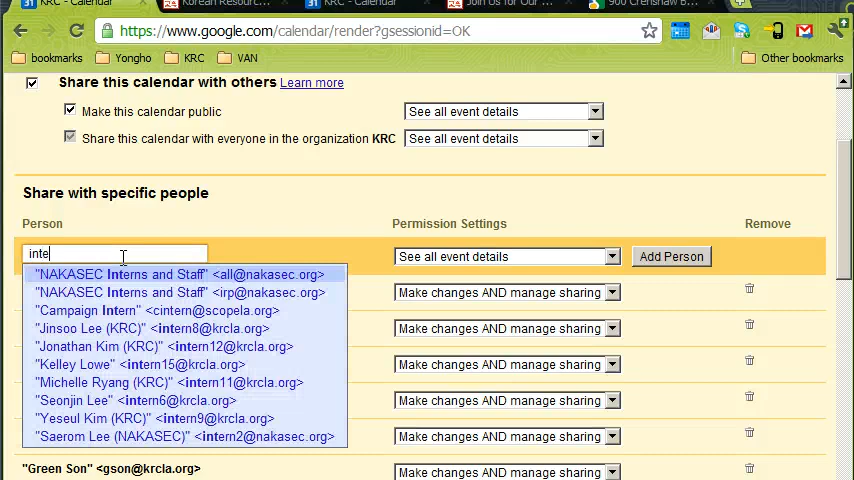 KRC - Calendar
Korean Resourc
KRC - Calendar
Join Us for Our
900 Crenshaw B
https://www.google.com/calendar/render?gsessionid=OK
bookmarks Yongho KRC VAN Other bookmarks
Share this calendar with others Learn more
Make this calendar public See all event details
Share this calendar with everyone in the organization KRC See all event details
Share with specific people
Person Permission Settings Remove
inte See all event details Add Person
"NAKASEC Interns and Staff" <all@nakasec.org>
"NAKASEC Interns and Staff" <irp@nakasec.org> Make changes AND manage sharing
"Campaign Intern" <cintern@scopela.org>
"Jinsoo Lee (KRC)" <intern8@krcla.org> Make changes AND manage sharing
"Jonathan Kim (KRC)" <intern12@krcla.org>
"Kelley Lowe" <intern15@krcla.org> Make changes AND manage sharing
"Michelle Ryang (KRC)" <intern11@krcla.org>
"Seonjin Lee" <intern6@krcla.org> Make changes AND manage sharing
"Yeseul Kim (KRC)" <intern9@krcla.org>
"Saerom Lee (NAKASEC)" <intern2@nakasec.org> Make changes AND manage sharing
"Green Son" <gson@krcla.org> Make changes AND manage sharing